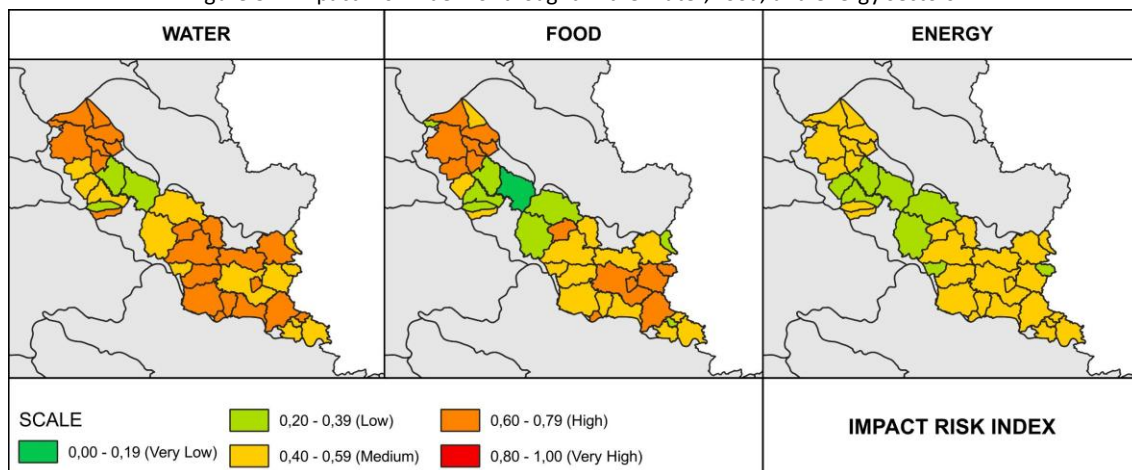 WATER
FOOD
ENERGY
SCALE
0,00 - 0,19 (Very Low)
0,20 - 0,39 (Low)
0,40 - 0,59 (Medium)
0,60 - 0,79 (High)
0,80 - 1,00 (Very High)
IMPACT RISK INDEX